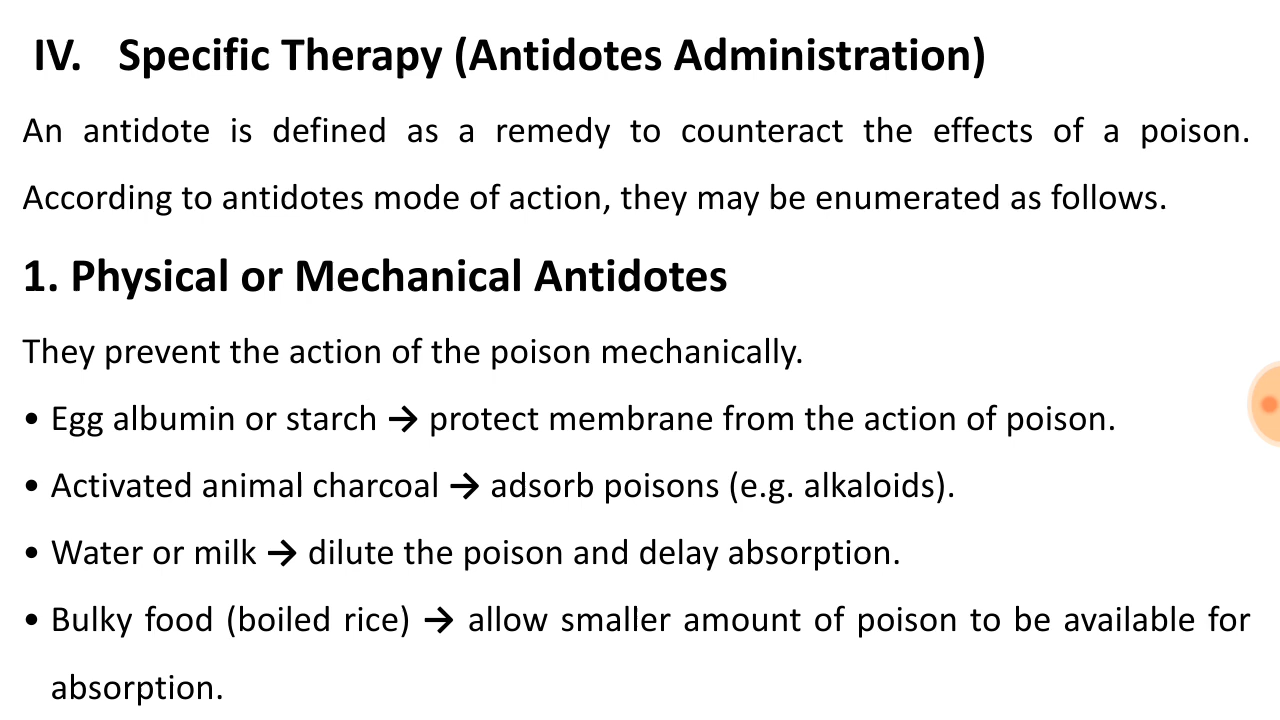 IV. Specific Therapy (Antidotes Administration)
An antidote is defined as a remedy to counteract the effects of a poison.
According to antidotes mode of action, they may be enumerated as follows.
1. Physical or Mechanical Antidotes
They prevent the action of the poison mechanically.
• Egg albumin or starch → protect membrane from the action of poison.
• Activated animal charcoal → adsorb poisons (e.g. alkaloids).
• Water or milk → dilute the poison and delay absorption.
• Bulky food (boiled rice) → allow smaller amount of poison to be available for
absorption.